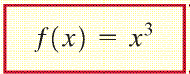 f(x) = x³